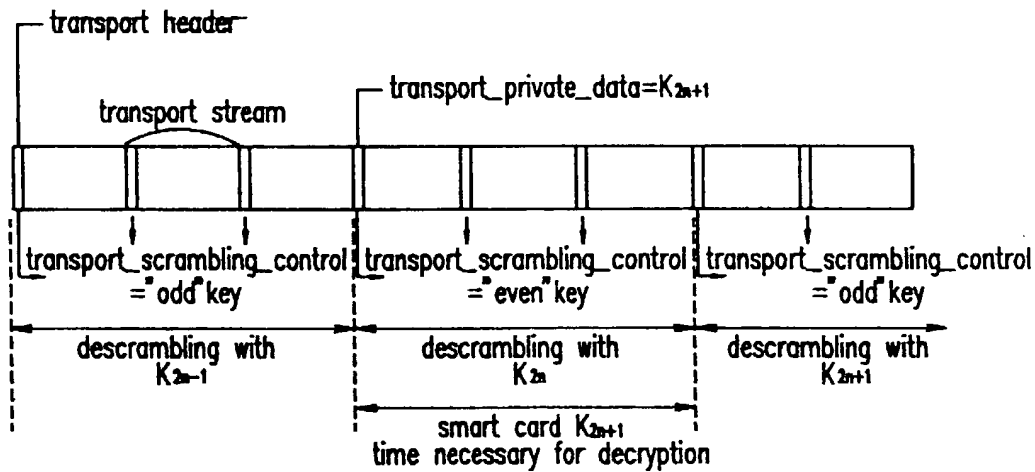 transport header
transport_private_data=K2n+1
transport stream
transport_scrambling_control
="odd"key
transport_scrambling_control
="even"key
transport_scrambling_control
="odd"key
descrambling with
K2n-1
descrambling with
K2n
descrambling with
K2n+1
smart card K2n+1
time necessary for decryption